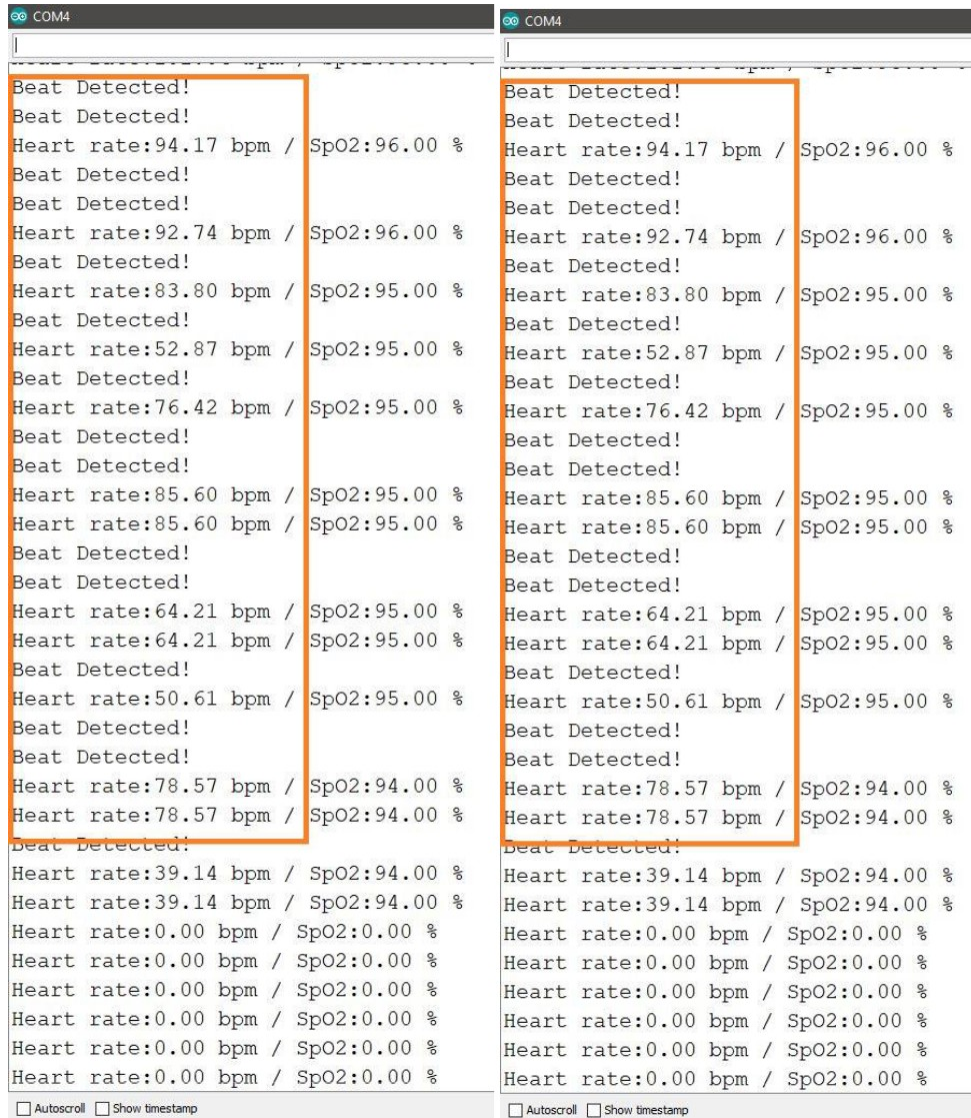 COM4
Beat Detected!
Beat Detected!
Heart rate:94.17 bpm / SpO2:96.00 %
Beat Detected!
Beat Detected!
Heart rate:92.74 bpm / SpO2:96.00 %
Beat Detected!
Heart rate:83.80 bpm / SpO2:95.00 %
Beat Detected!
Heart rate:52.87 bpm / SpO2:95.00 %
Beat Detected!
Heart rate:76.42 bpm / SpO2:95.00 %
Beat Detected!
Beat Detected!
Heart rate:85.60 bpm / SpO2:95.00 %
Heart rate:85.60 bpm / SpO2:95.00 %
Beat Detected!
Beat Detected!
Heart rate:64.21 bpm / SpO2:95.00 %
Heart rate:64.21 bpm / SpO2:95.00 %
Beat Detected!
Heart rate:50.61 bpm / SpO2:95.00 %
Beat Detected!
Beat Detected!
Heart rate:78.57 bpm / SpO2:94.00 %
Heart rate:78.57 bpm / SpO2:94.00 %
Beat Detected!
Heart rate:39.14 bpm / SpO2:94.00 %
Heart rate:39.14 bpm / SpO2:94.00 %
Heart rate:0.00 bpm / SpO2:0.00 %
Heart rate:0.00 bpm / SpO2:0.00 %
Heart rate:0.00 bpm / SpO2:0.00 %
Heart rate:0.00 bpm / SpO2:0.00 %
Heart rate:0.00 bpm / SpO2:0.00 %
Heart rate:0.00 bpm / SpO2:0.00 %
Autoscroll Show timestamp
COM4
Beat Detected!
Beat Detected!
Heart rate:94.17 bpm / SpO2:96.00 %
Beat Detected!
Beat Detected!
Heart rate:92.74 bpm / SpO2:96.00 %
Beat Detected!
Heart rate:83.80 bpm / SpO2:95.00 %
Beat Detected!
Heart rate:52.87 bpm / SpO2:95.00 %
Beat Detected!
Heart rate:76.42 bpm / SpO2:95.00 %
Beat Detected!
Beat Detected!
Heart rate:85.60 bpm / SpO2:95.00 %
Heart rate:85.60 bpm / SpO2:95.00 %
Beat Detected!
Beat Detected!
Heart rate:64.21 bpm / SpO2:95.00 %
Heart rate:64.21 bpm / SpO2:95.00 %
Beat Detected!
Heart rate:50.61 bpm / SpO2:95.00 %
Beat Detected!
Beat Detected!
Heart rate:78.57 bpm / SpO2:94.00 %
Heart rate:78.57 bpm / SpO2:94.00 %
Beat Detected!
Heart rate:39.14 bpm / SpO2:94.00 %
Heart rate:39.14 bpm / SpO2:94.00 %
Heart rate:0.00 bpm / SpO2:0.00 %
Heart rate:0.00 bpm / SpO2:0.00 %
Heart rate:0.00 bpm / SpO2:0.00 %
Heart rate:0.00 bpm / SpO2:0.00 %
Heart rate:0.00 bpm / SpO2:0.00 %
Heart rate:0.00 bpm / SpO2:0.00 %
Autoscroll Show timestamp